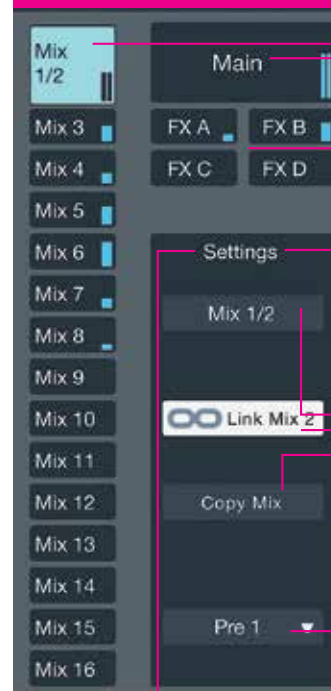 Mix
1/2
Main
Mix 3
FX A
FX B
Mix 4
FX C
FX D
Mix 5
Mix 6
Settings
Mix 7
Mix 1/2
Mix 8
Mix 9
Mix 10
Link Mix 2
Mix 11
Mix 12
Copy Mix
Mix 13
Mix 14
Mix 15
Pre 1
Mix 16